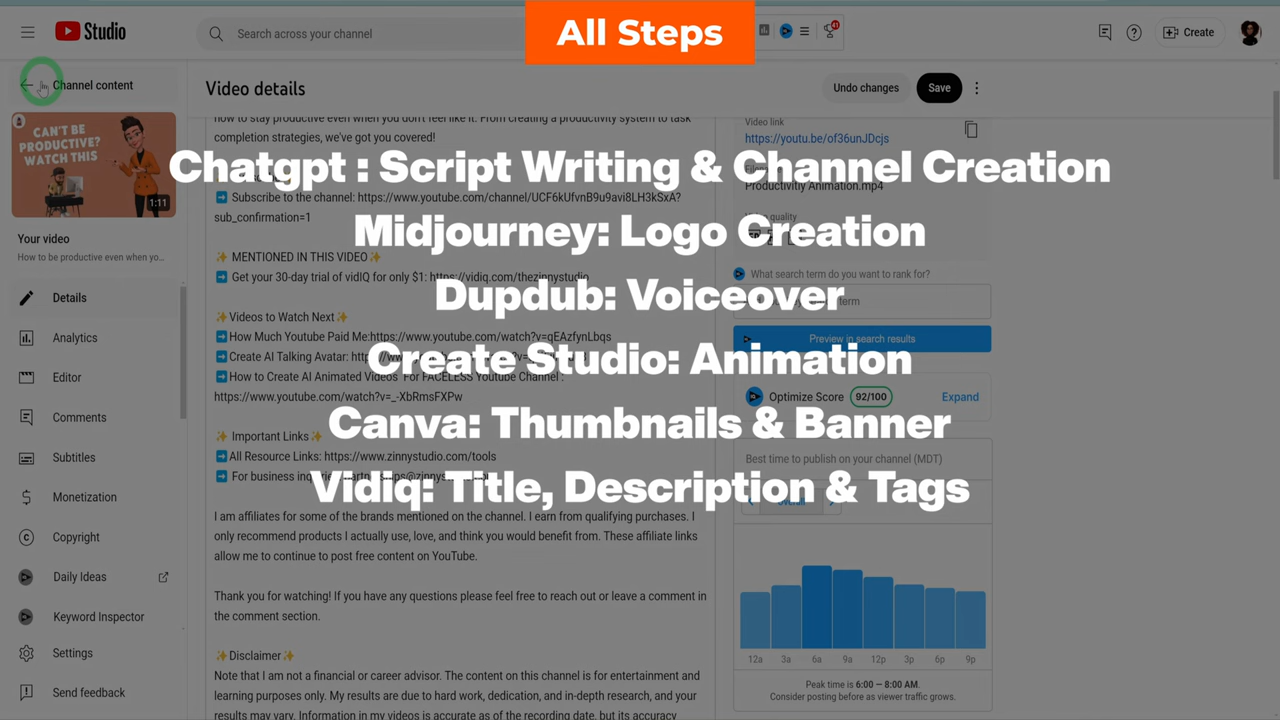 All Steps
Studio
Search across your channel
41
Create
Channel content
Video details
Undo changes
Save
CAN'T BE
PRODUCTIVE?
WATCH THIS
1:11
Your video
How to be productive even when yo...
Details
Analytics
Editor
Comments
Subtitles
Monetization
Copyright
Daily Ideas
Keyword Inspector
Settings
Send feedback
Chatgpt : Script Writing & Channel Creation
Midjourney: Logo Creation
Dupdub: Voiceover
Create Studio: Animation
Canva: Thumbnails & Banner
Vidiq: Title, Description & Tags
how to stay productive even when you don't feel like it. From creating a productivity system to task
completion strategies, we've got you covered!
➡Subscribe to the channel: https://www.youtube.com/channel/UCF6kUfvnB9u9avi8LH3kSxA?
sub_confirmation=1
✨ MENTIONED IN THIS VIDEO✨
➡Get your 30-day trial of vidIQ for only $1: https://vidiq.com/thezinnystudio
✨Videos to Watch Next✨
➡How Much Youtube Paid Me:https://www.youtube.com/watch?v=qEAzfynLbqs
➡Create AI Talking Avatar:
➡How to Create AI Animated Videos For FACELESS Youtube Channel :
https://www.youtube.com/watch?v=_-XbRmsFXPw
✨ Important Links✨
➡All Resource Links: https://www.zinnystudio.com/tools
➡For business
I am affiliates for some of the brands mentioned on the channel. I earn from qualifying purchases. I
only recommend products I actually use, love, and think you would benefit from. These affiliate links
allow me to continue to post free content on YouTube.
Thank you for watching! If you have any questions please feel free to reach out or leave a comment in
the comment section.
✨Disclaimer✨
Note that I am not a financial or career advisor. The content on this channel is for entertainment and
learning purposes only. My results are due to hard work, dedication, and in-depth research, and your
results may vary. Information in my videos is accurate as of the recording date, but its accuracy
Video link
https://youtu.be/of36unJDcjs
Productivity Animation.mp4
What search term do you want to rank for?
term
Preview in search results
Optimize Score
92/100
Expand
Best time to publish on your channel (MDT)
Overall
12a 3a 6a 9a 12p 3p 6p 9p
Peak time is 6:00 – 8:00 AM.
Consider posting before as viewer traffic grows.